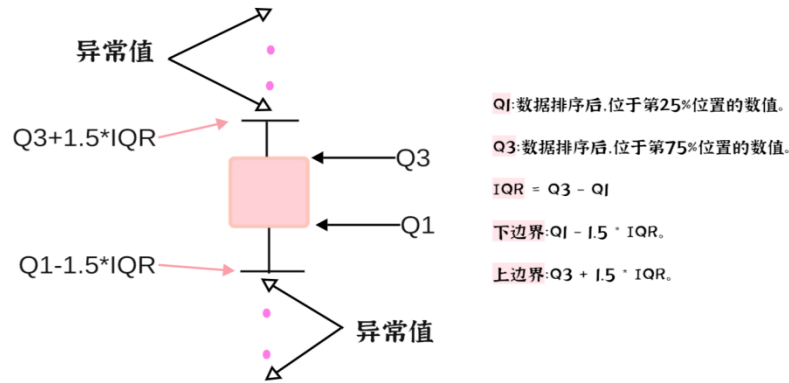 异常值
Q3+1.5*IQR
Q3
Q1
Q1-1.5*IQR
异常值
Q1:数据排序后,位于第25%位置的数值。
Q3:数据排序后,位于第75%位置的数值。
IQR = Q3 - Q1
下边界:Q1 - 1.5 * IQR。
上边界:Q3 + 1.5 * IQR。